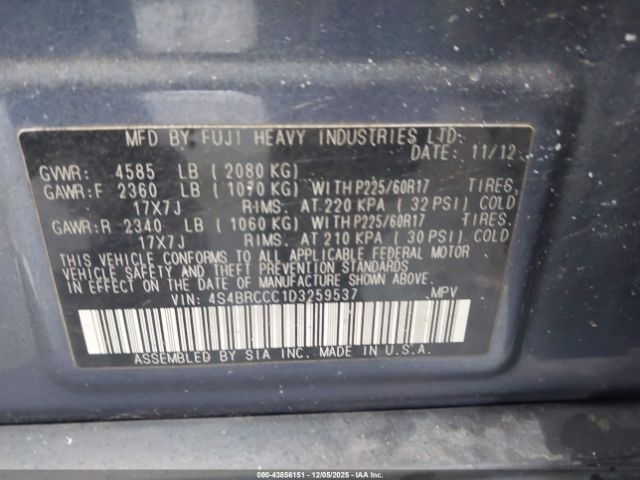 MFD BY FUJI HEAVY INDUSTRIES LTD.
DATE: 11/12
GVWR: 4585 LB ( 2080 KG)
GAWR:F 2360 LB ( 1070 KG) WITH P225/60R17 TIRES,
17X7J RIMS. AT 220 KPA ( 32 PSI) COLD
GAWR:R 2340 LB ( 1060 KG) WITH P225/60R17 TIRES,
17X7J RIMS. AT 210 KPA ( 30 PSI) COLD
THIS VEHICLE CONFORMS TO ALL APPLICABLE FEDERAL MOTOR
VEHICLE SAFETY AND THEFT PREVENTION STANDARDS
IN EFFECT ON THE DATE OF MANUFACTURE SHOWN ABOVE.
VIN: 4S4BRCCC1D3259537 MPV
ASSEMBLED BY SIA INC. MADE IN U.S.A.
000-43856151 - 12/05/2025 - IAAI.com